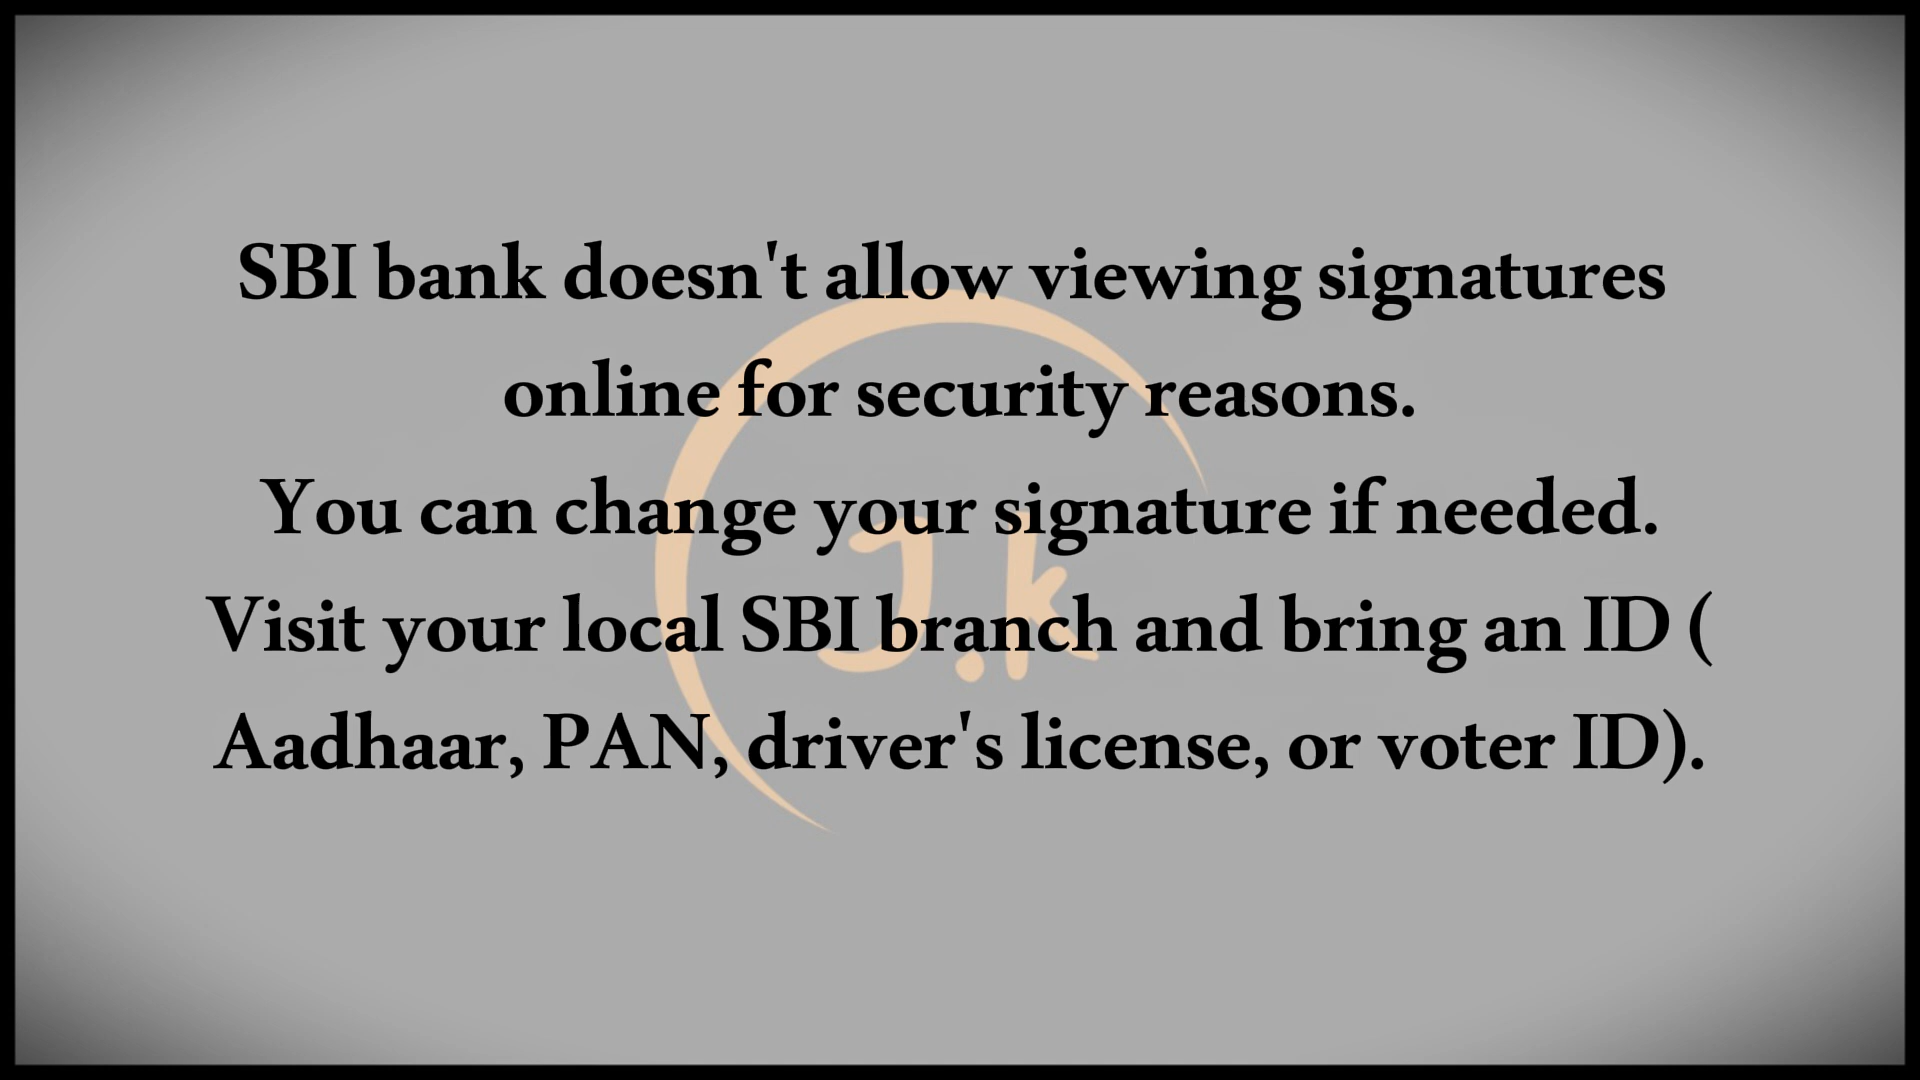 SBI bank doesn't allow viewing signatures
online for security reasons.
You can change your signature if needed.
Visit your local SBI branch and bring an ID (
Aadhaar, PAN, driver's license, or voter ID).
J.k